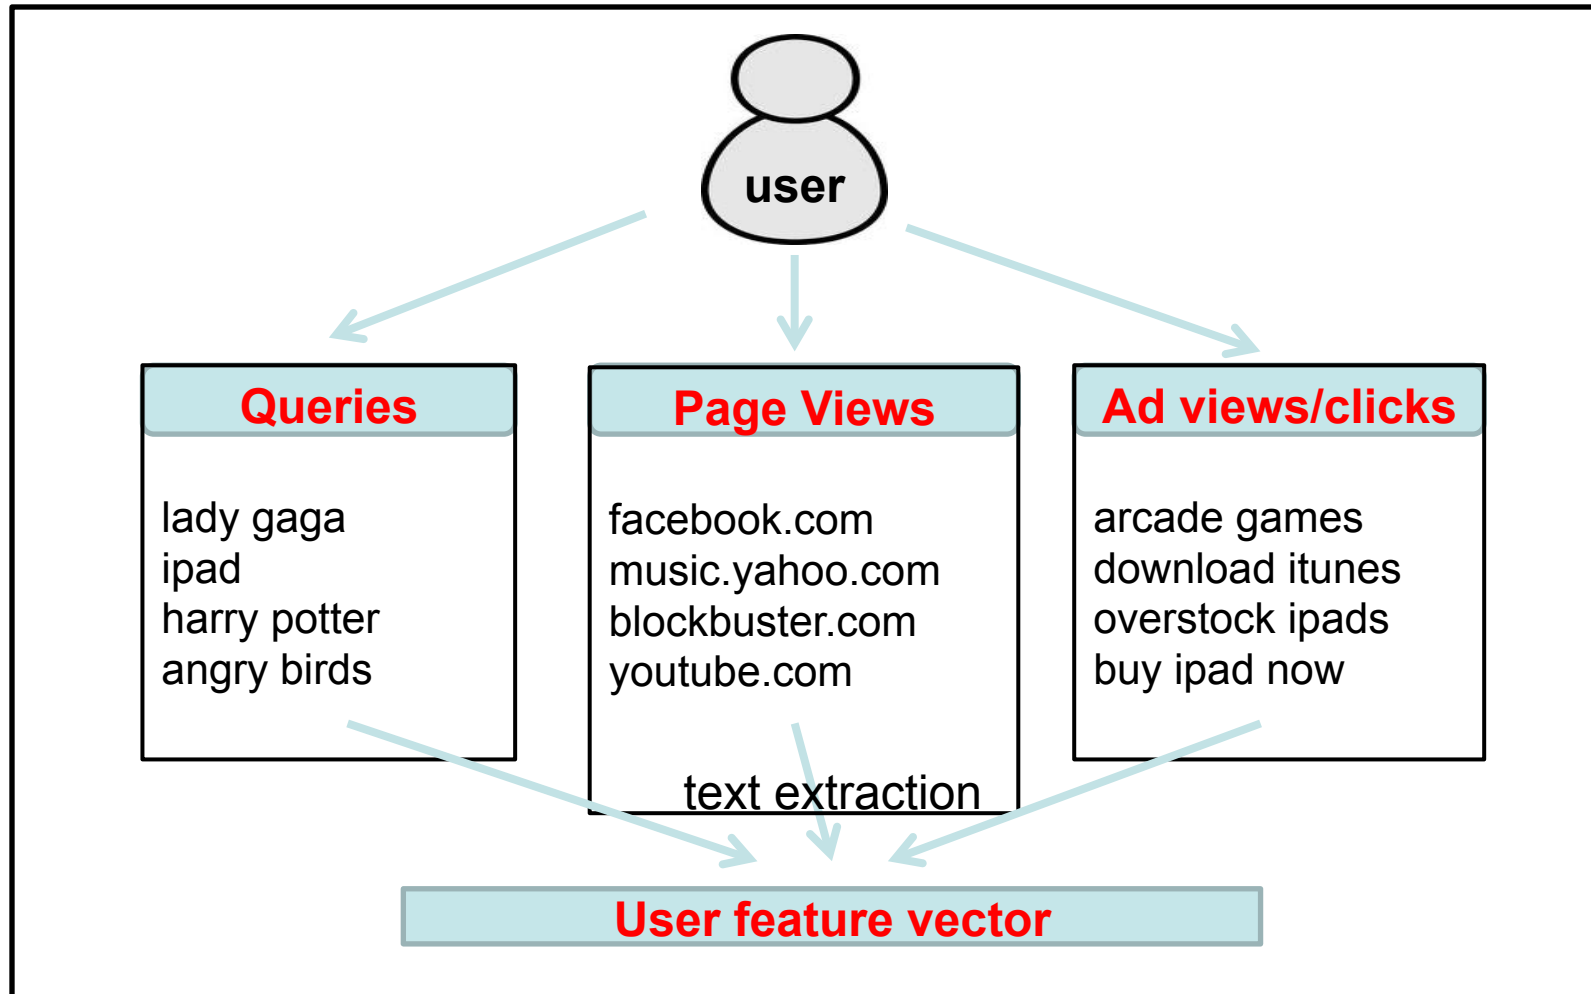 user
Queries
lady gaga
ipad
harry potter
angry birds
Page Views
facebook.com
music.yahoo.com
blockbuster.com
youtube.com
text extraction
Ad views/clicks
arcade games
download itunes
overstock ipads
buy ipad now
User feature vector